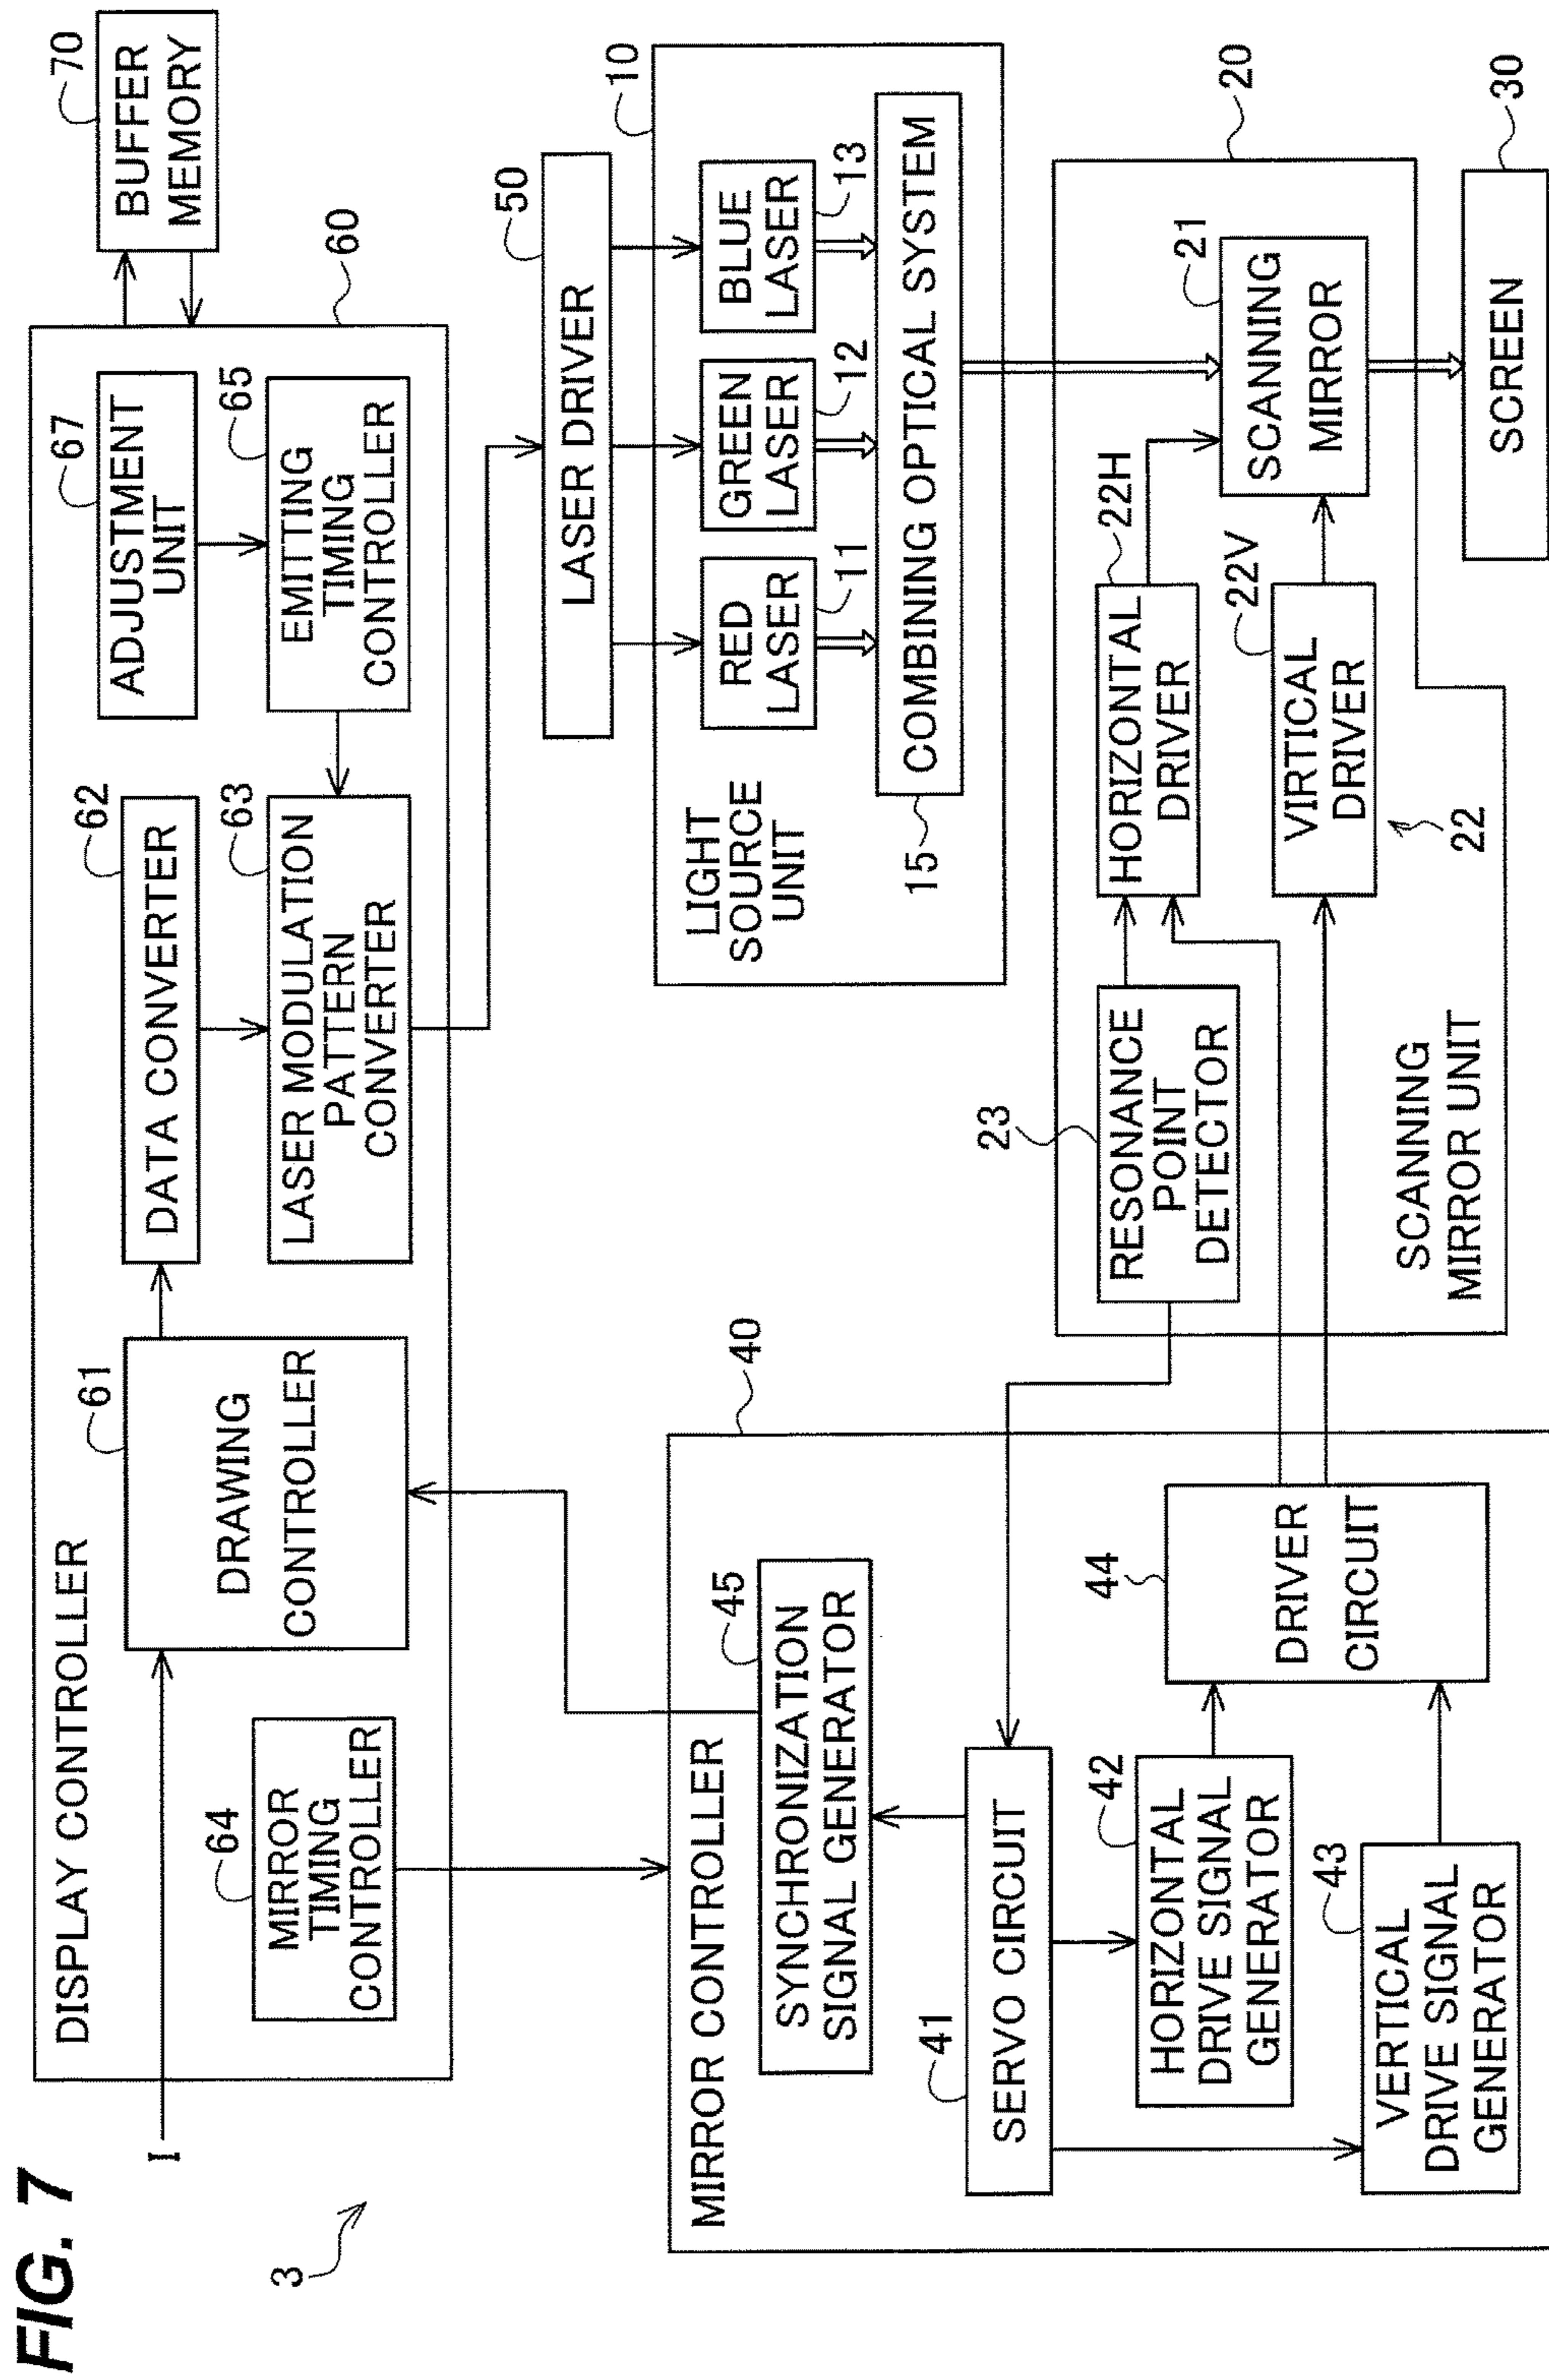 FIG. 7
3
I
DISPLAY CONTROLLER
60
MIRROR
TIMING
CONTROLLER
64
DRAWING
CONTROLLER
61
DATA CONVERTER
62
LASER MODULATION
PATTERN
CONVERTER
63
ADJUSTMENT
UNIT
67
EMITTING
TIMING
CONTROLLER
65
BUFFER
MEMORY
70
LASER DRIVER
50
10
LIGHT
SOURCE
UNIT
RED
LASER
11
GREEN
LASER
12
BLUE
LASER
13
COMBINING OPTICAL SYSTEM
15
MIRROR CONTROLLER
40
SYNCHRONIZATION
SIGNAL GENERATOR
45
SERVO CIRCUIT
41
HORIZONTAL
DRIVE SIGNAL
GENERATOR
42
VERTICAL
DRIVE SIGNAL
GENERATOR
43
DRIVER
CIRCUIT
44
SCANNING
MIRROR UNIT
20
RESONANCE
POINT
DETECTOR
23
HORIZONTAL
DRIVER
22H
VIRTICAL
DRIVER
22V
22
SCANNING
MIRROR
21
SCREEN
30